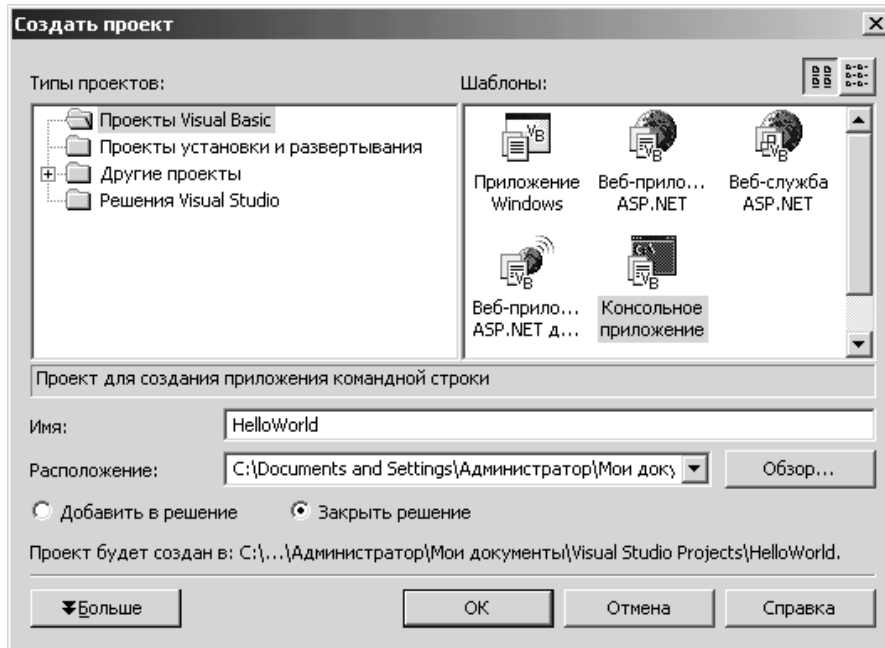 Создать проект
Типы проектов:
Шаблоны:
Проекты Visual Basic
Проекты установки и развертывания
Другие проекты
Решения Visual Studio
Приложение Windows
Веб-прило... ASP.NET
Веб-служба ASP.NET
Веб-прило... ASP.NET д...
Консольное приложение
Проект для создания приложения командной строки
Имя:
HelloWorld
Расположение:
C:\Documents and Settings\Администратор\Мои доку
Обзор...
Добавить в решение
Закрыть решение
Проект будет создан в: C:\...\Администратор\Мои документы\Visual Studio Projects\HelloWorld.
Больше
OK
Отмена
Справка